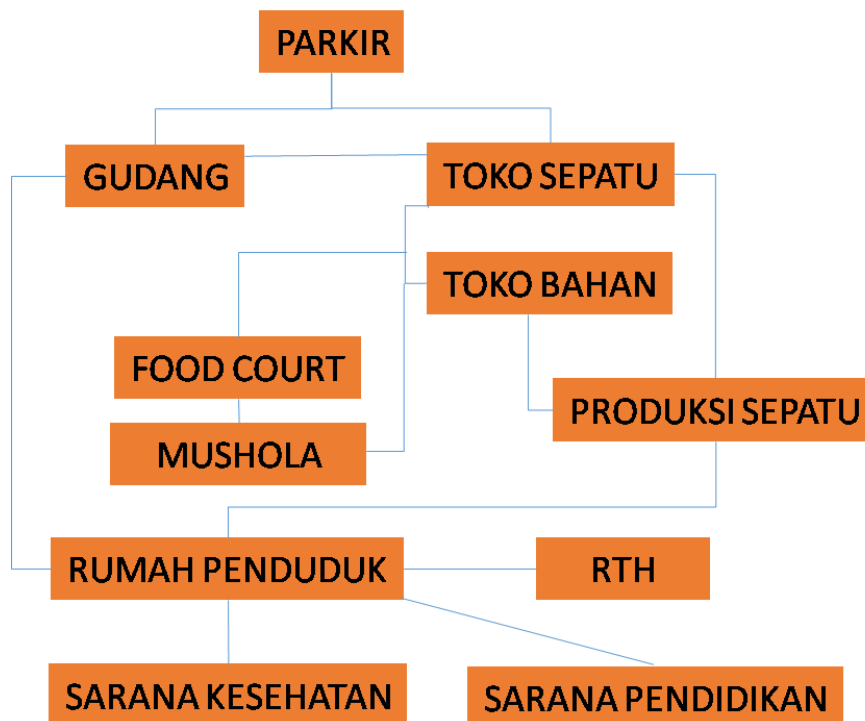 PARKIR
GUDANG
TOKO SEPATU
TOKO BAHAN
FOOD COURT
PRODUKSI SEPATU
MUSHOLA
RUMAH PENDUDUK
RTH
SARANA KESEHATAN
SARANA PENDIDIKAN